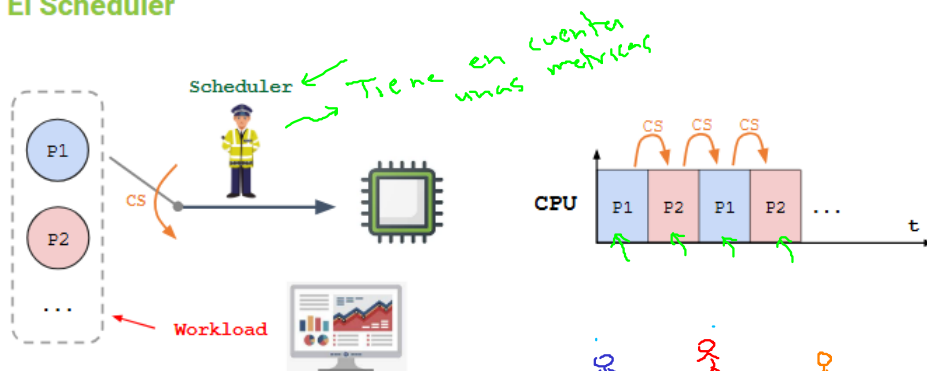 El Scheduler
Tiene en cuenta
unas metricas
Scheduler
P1
CS
P2
...
Workload
CS CS CS
CPU P1 P2 P1 P2 ...
t